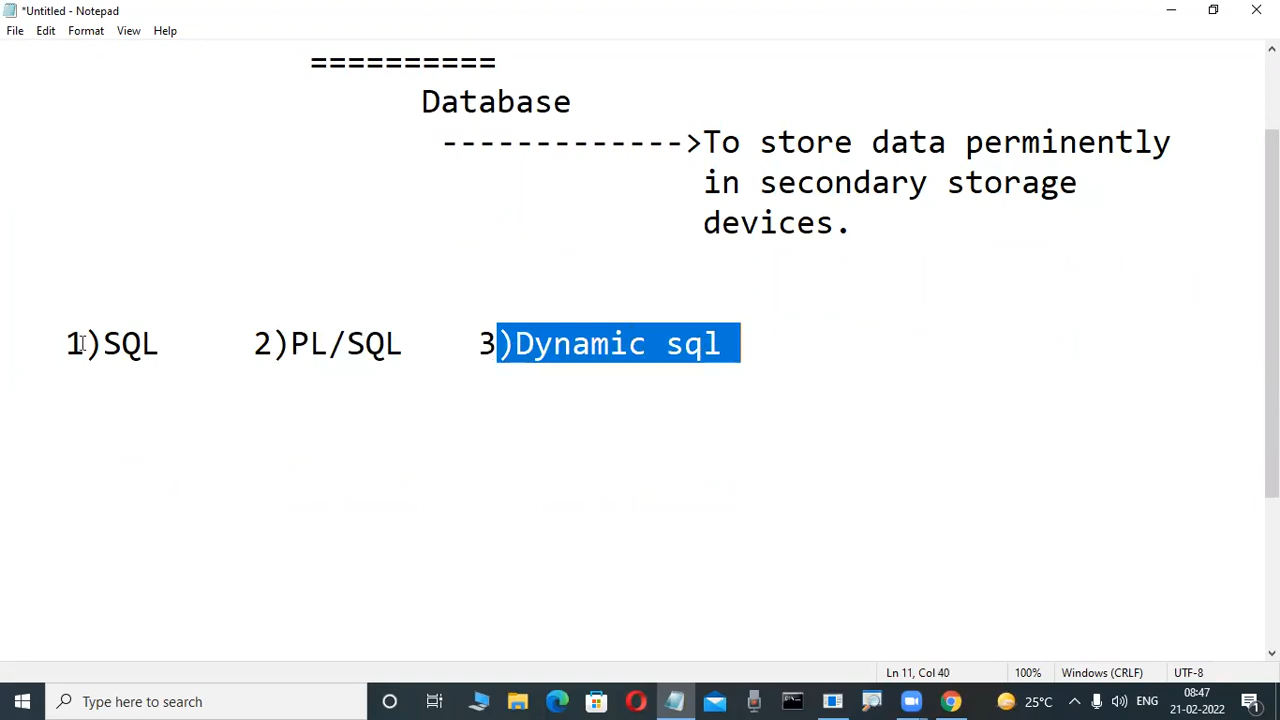 *Untitled - Notepad
File Edit Format View Help
==========
Database
------------->To store data perminently
in secondary storage
devices.
1)SQL 2)PL/SQL 3)Dynamic sql
Ln 11, Col 40 100% Windows (CRLF) UTF-8
Type here to search 25°C ENG 08:47 21-02-2022 1